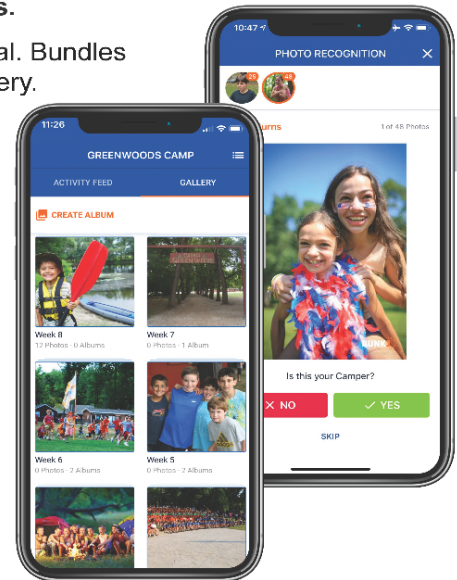 s.
al. Bundles
ery.
10:47
PHOTO RECOGNITION
25
48
1 of 48 Photos
Is this your Camper?
NO
YES
SKIP
11:26
GREENWOODS CAMP
ACTIVITY FEED
GALLERY
CREATE ALBUM
Week 8
12 Photos · 0 Albums
Week 7
0 Photos · 1 Album
Week 6
0 Photos · 2 Albums
Week 5
0 Photos · 2 Albums